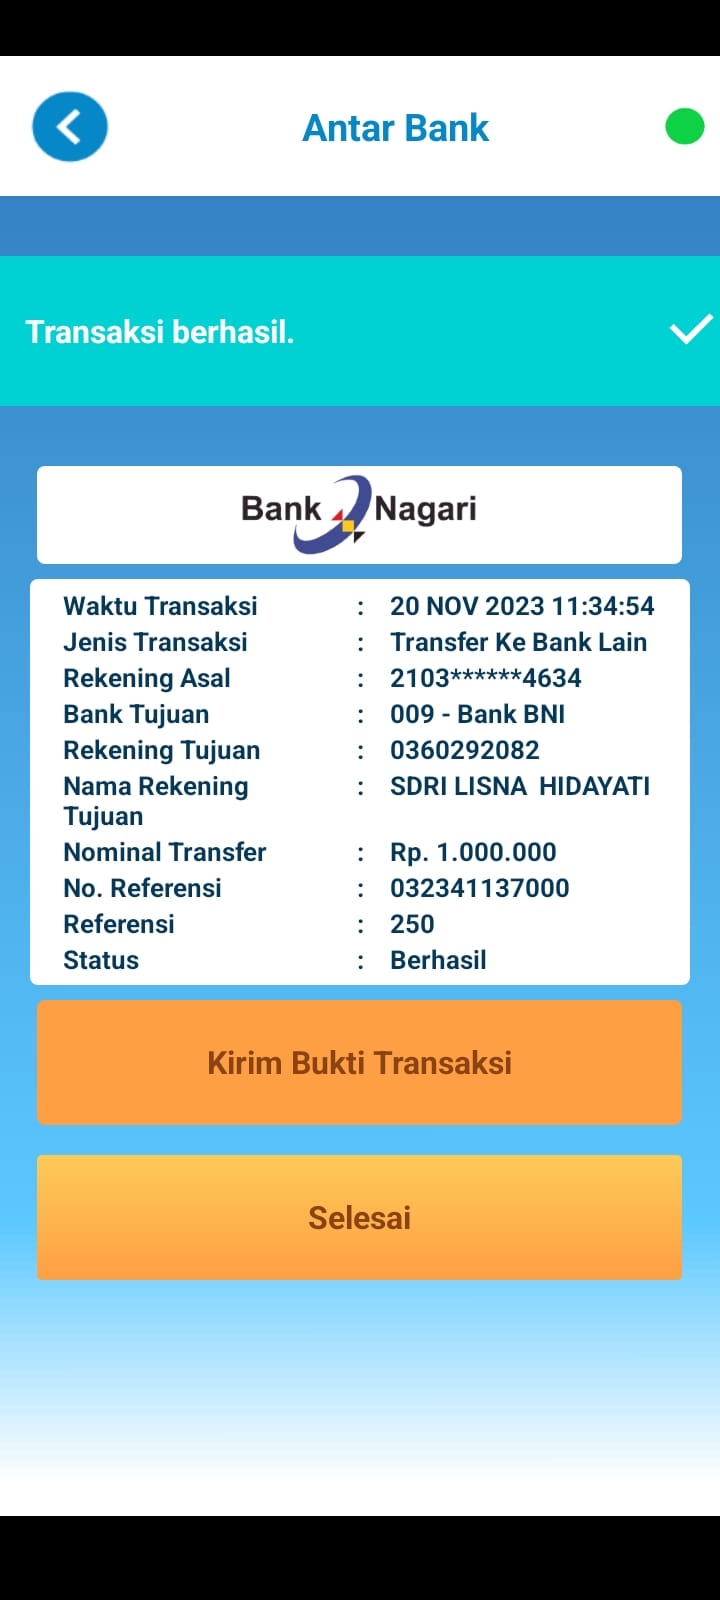 Antar Bank
Transaksi berhasil.
Bank Nagari
Waktu Transaksi : 20 NOV 2023 11:34:54
Jenis Transaksi : Transfer Ke Bank Lain
Rekening Asal : 2103******4634
Bank Tujuan : 009 - Bank BNI
Rekening Tujuan : 0360292082
Nama Rekening : SDRI LISNA  HIDAYATI
Tujuan
Nominal Transfer : Rp. 1.000.000
No. Referensi : 032341137000
Referensi : 250
Status : Berhasil
Kirim Bukti Transaksi
Selesai